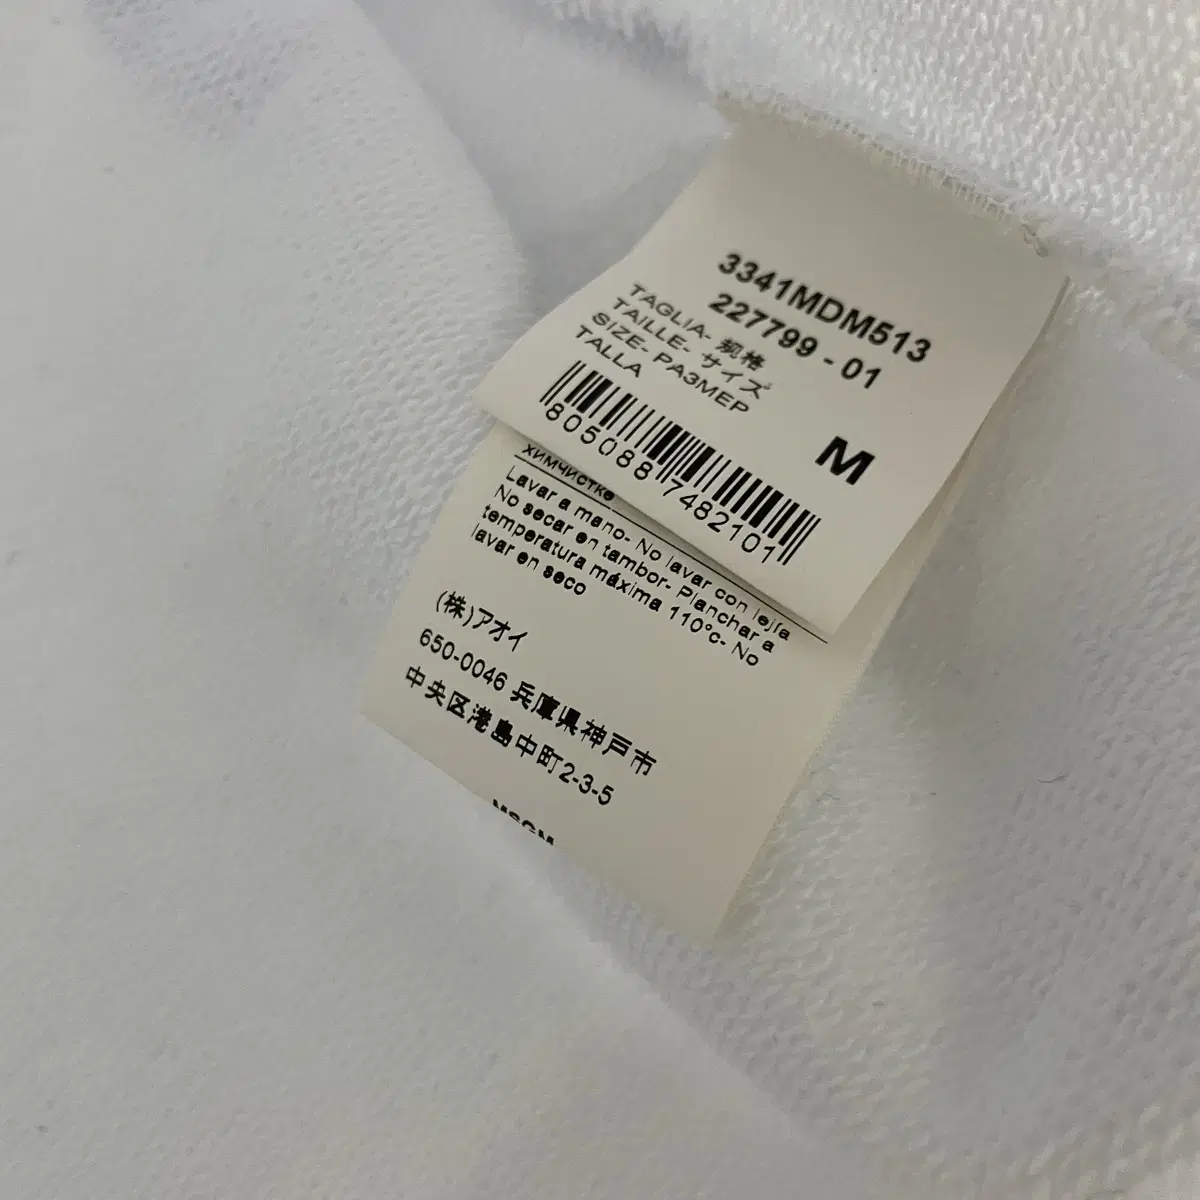 3341MDM513
227799 - 01
TAGLIA- 规格
TAILLE- サイズ
SIZE- РАЗМЕР
TALLA
M
8050887482101
химчистке
Lavar a mano- No lavar con lejía
No secar en tambor- Planchar a
temperatura máxima 110°c- No
lavar en seco
(株)アオイ
650-0046 兵庫県神戸市
中央区港島中町2-3-5
MSGM